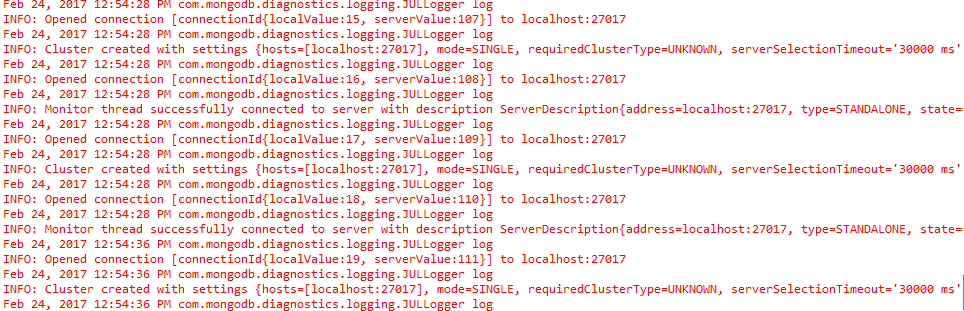 Feb 24, 2017 12:54:28 PM com.mongodb.diagnostics.logging.JULLogger log
INFO: Opened connection [connectionId{localValue:15, serverValue:107}] to localhost:27017
Feb 24, 2017 12:54:28 PM com.mongodb.diagnostics.logging.JULLogger log
INFO: Cluster created with settings {hosts=[localhost:27017], mode=SINGLE, requiredClusterType=UNKNOWN, serverSelectionTimeout='30000 ms'
Feb 24, 2017 12:54:28 PM com.mongodb.diagnostics.logging.JULLogger log
INFO: Opened connection [connectionId{localValue:16, serverValue:108}] to localhost:27017
Feb 24, 2017 12:54:28 PM com.mongodb.diagnostics.logging.JULLogger log
INFO: Monitor thread successfully connected to server with description ServerDescription{address=localhost:27017, type=STANDALONE, state=
Feb 24, 2017 12:54:28 PM com.mongodb.diagnostics.logging.JULLogger log
INFO: Opened connection [connectionId{localValue:17, serverValue:109}] to localhost:27017
Feb 24, 2017 12:54:28 PM com.mongodb.diagnostics.logging.JULLogger log
INFO: Cluster created with settings {hosts=[localhost:27017], mode=SINGLE, requiredClusterType=UNKNOWN, serverSelectionTimeout='30000 ms'
Feb 24, 2017 12:54:28 PM com.mongodb.diagnostics.logging.JULLogger log
INFO: Opened connection [connectionId{localValue:18, serverValue:110}] to localhost:27017
Feb 24, 2017 12:54:28 PM com.mongodb.diagnostics.logging.JULLogger log
INFO: Monitor thread successfully connected to server with description ServerDescription{address=localhost:27017, type=STANDALONE, state=
Feb 24, 2017 12:54:36 PM com.mongodb.diagnostics.logging.JULLogger log
INFO: Opened connection [connectionId{localValue:19, serverValue:111}] to localhost:27017
Feb 24, 2017 12:54:36 PM com.mongodb.diagnostics.logging.JULLogger log
INFO: Cluster created with settings {hosts=[localhost:27017], mode=SINGLE, requiredClusterType=UNKNOWN, serverSelectionTimeout='30000 ms'
Feb 24, 2017 12:54:36 PM com.mongodb.diagnostics.logging.JULLogger log